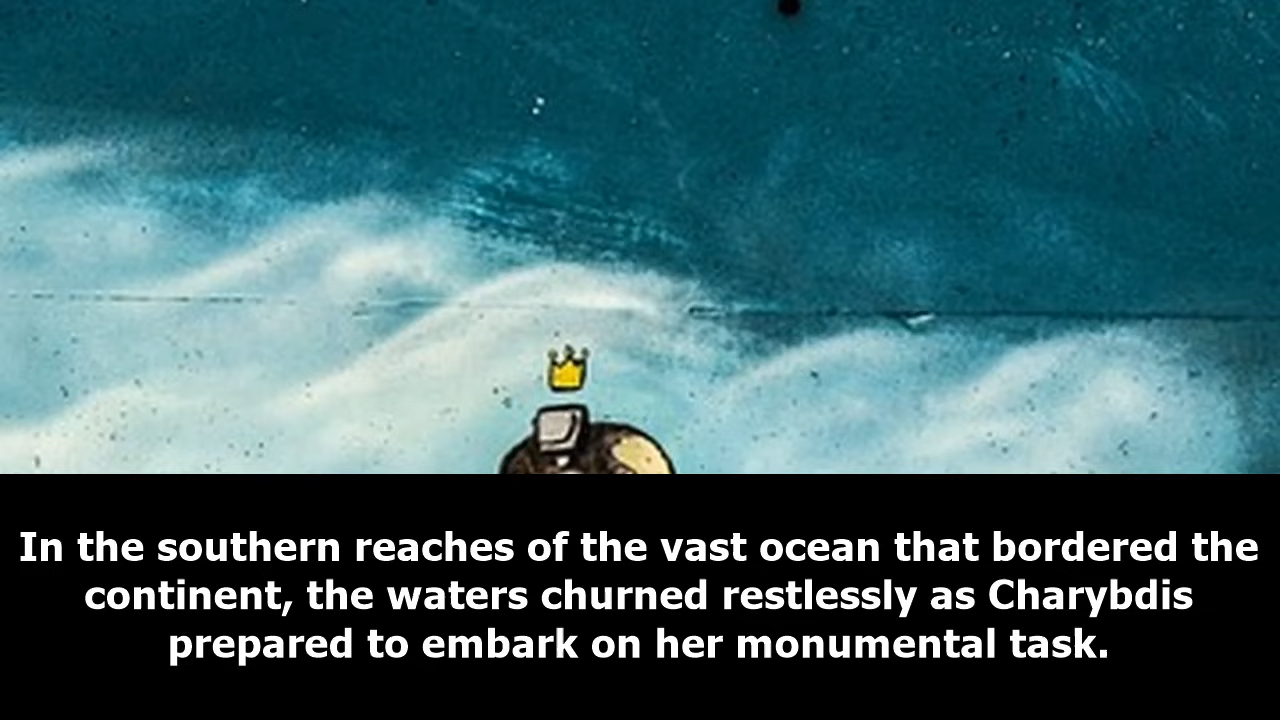 In the southern reaches of the vast ocean that bordered the
continent, the waters churned restlessly as Charybdis
prepared to embark on her monumental task.